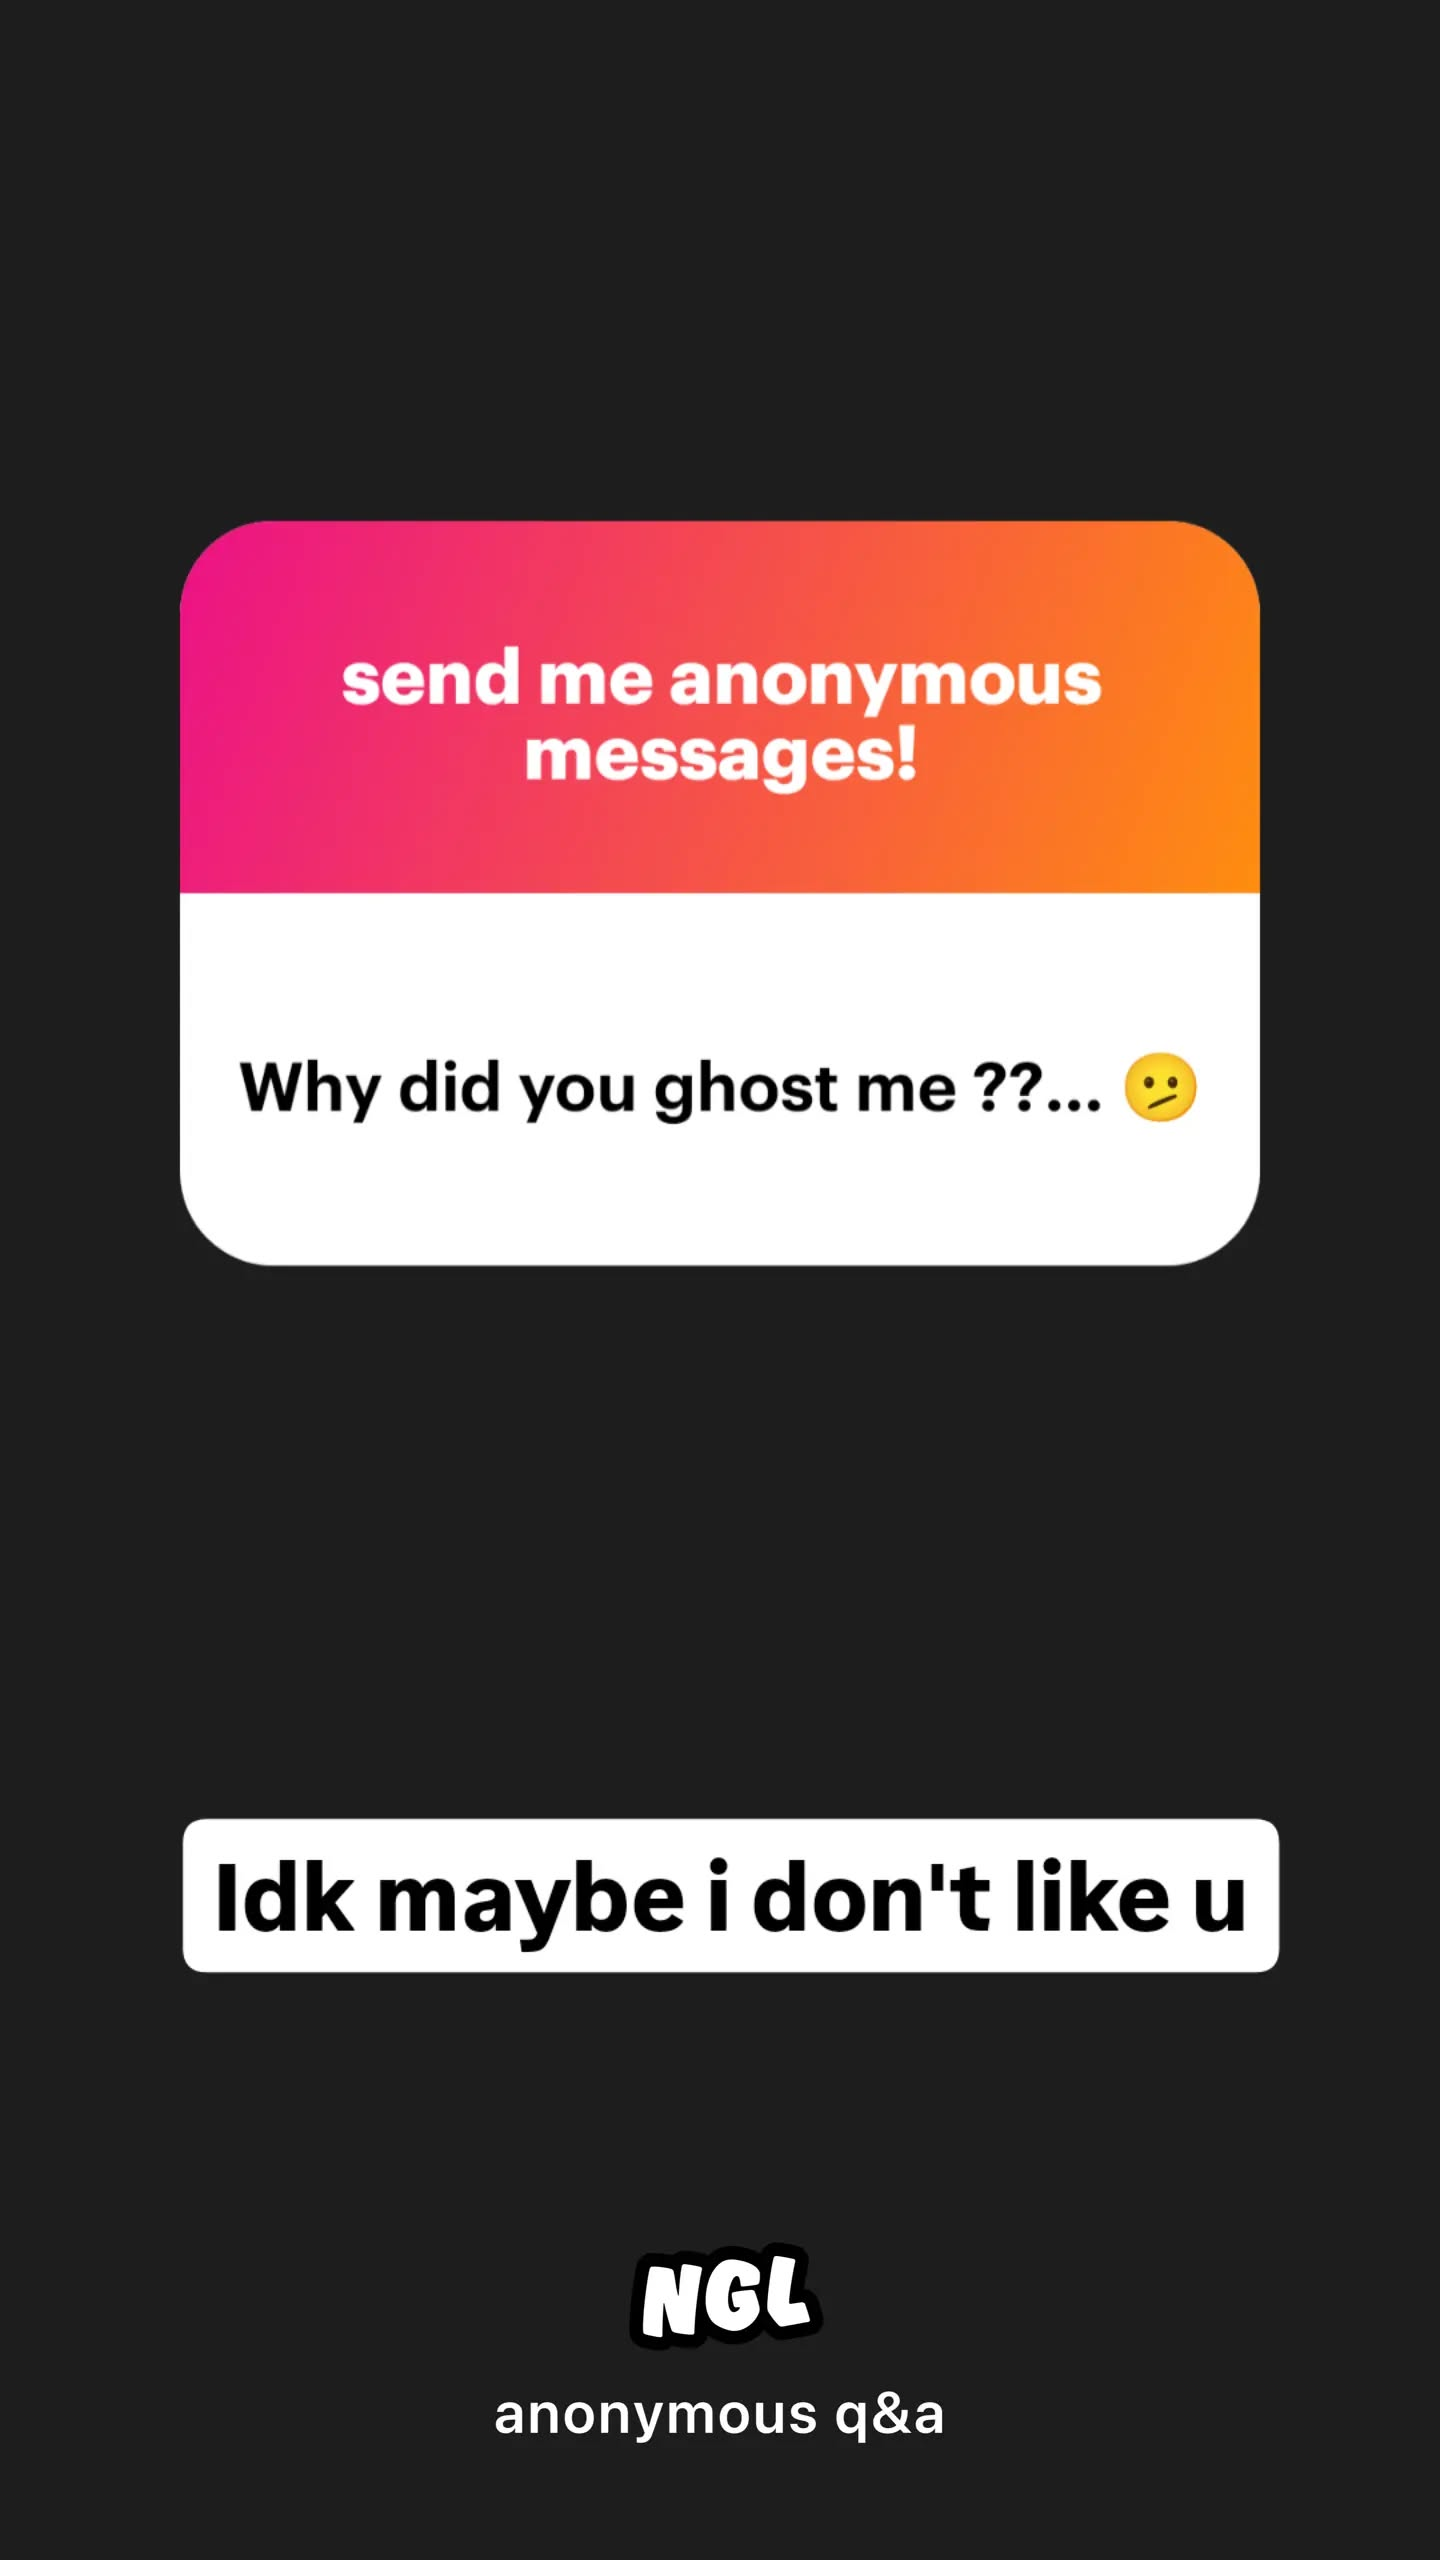 send me anonymous
messages!
Why did you ghost me ??... 🫤
Idk maybe i don't like u
NGL
anonymous q&a